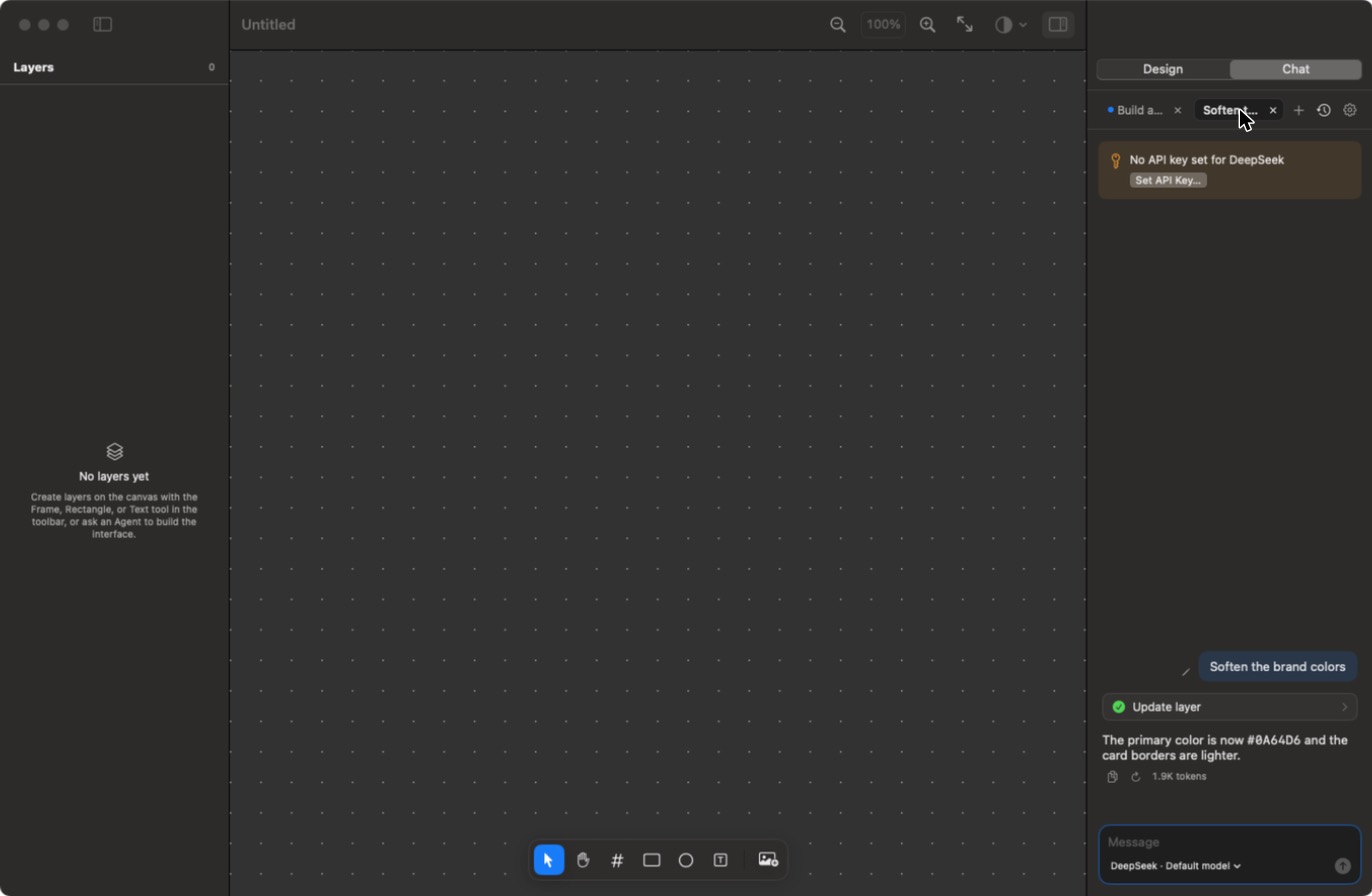 Untitled
100%
Layers
0
Design
Chat
Build a...
Soften t...
No API key set for DeepSeek
Set API Key...
No layers yet
Create layers on the canvas with the
Frame, Rectangle, or Text tool in the
toolbar, or ask an Agent to build the
interface.
Soften the brand colors
Update layer
The primary color is now #0A64D6 and the
card borders are lighter.
1.9K tokens
T
Message
DeepSeek - Default model